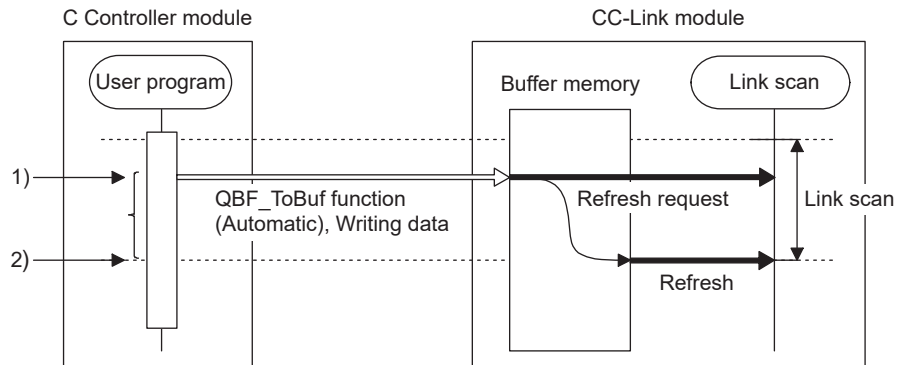 C Controller module
CC-Link module
User program
Buffer memory
Link scan
1)
QBF_ToBuf function
(Automatic), Writing data
Refresh request
Link scan
2)
Refresh